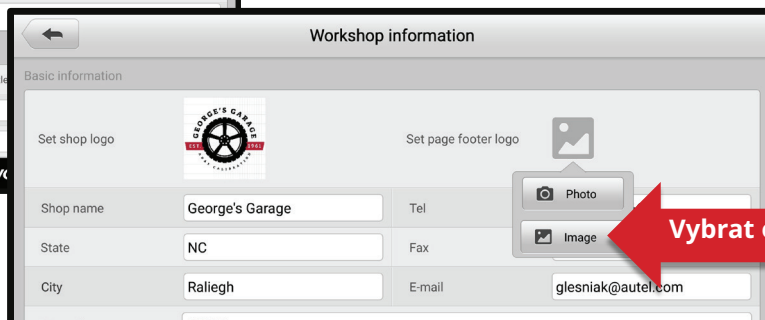 Workshop information
Basic information
Set shop logo
GEORGE'S GARAGE
EST. 1961
Set page footer logo
Photo
Image
Vybrat
Shop name
George's Garage
Tel
State
NC
Fax
City
Raliegh
E-mail
glesniak@autel.com